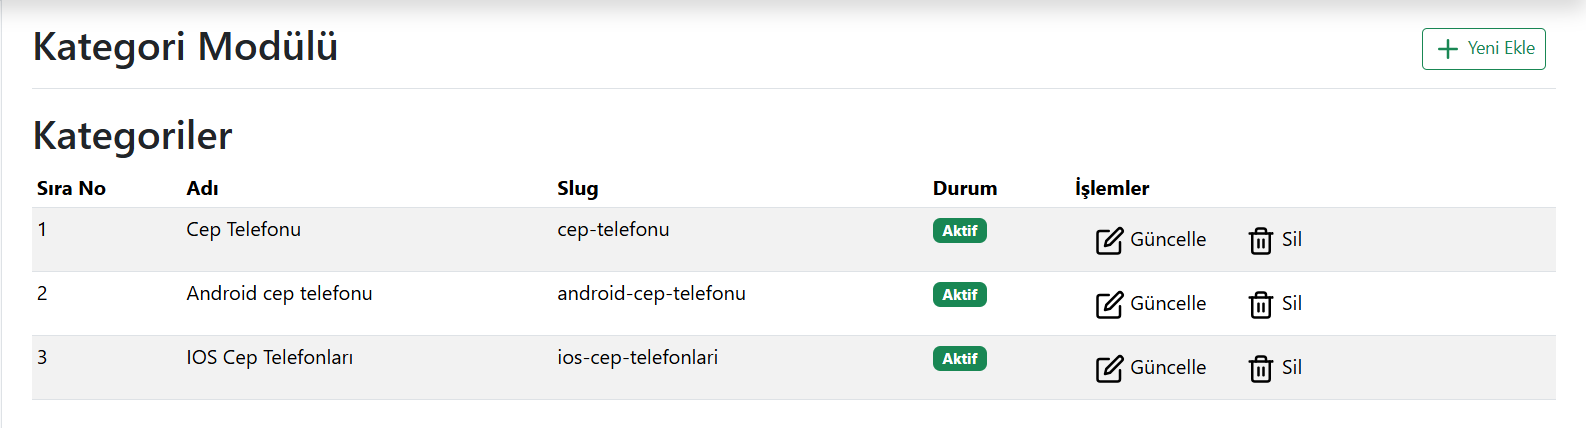 Kategori Modülü
Yeni Ekle
Kategoriler
Sıra No Adı Slug Durum İşlemler
1 Cep Telefonu cep-telefonu Aktif Güncelle Sil
2 Android cep telefonu android-cep-telefonu Aktif Güncelle Sil
3 IOS Cep Telefonları ios-cep-telefonlari Aktif Güncelle Sil